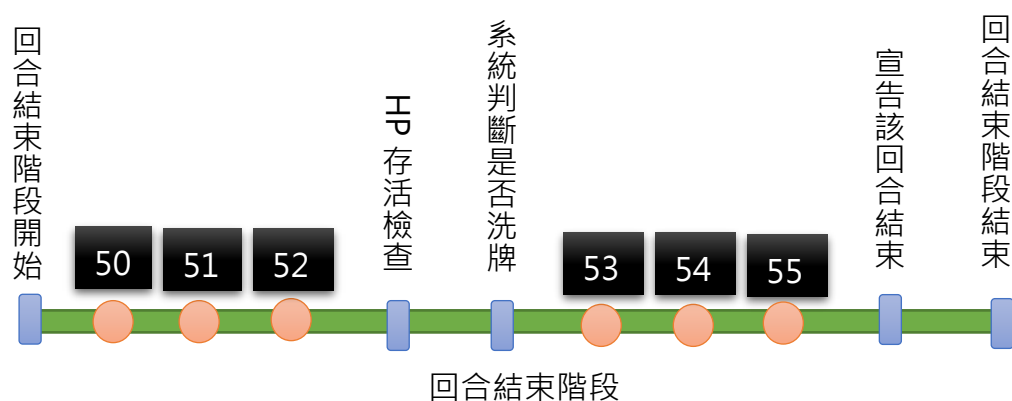 回合結束階段開始
50
51
52
HP 存活檢查
系統判斷是否洗牌
53
54
55
宣告該回合結束
回合結束階段結束
回合結束階段